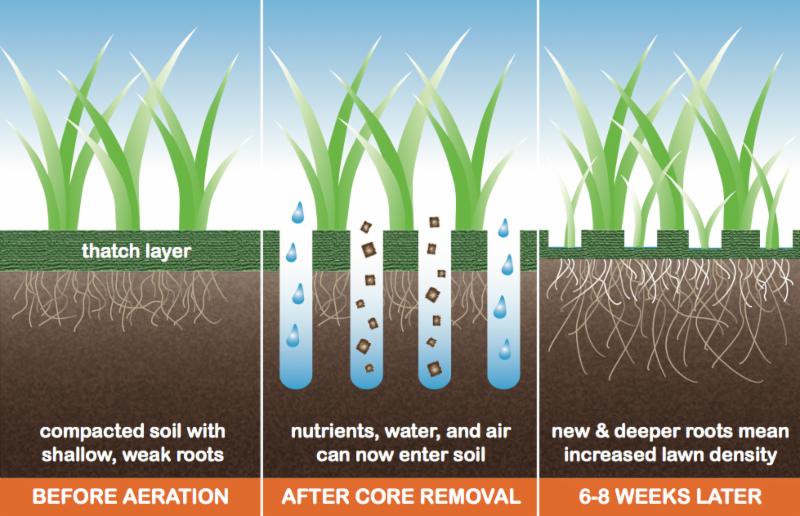 thatch layer
compacted soil with
shallow, weak roots
BEFORE AERATION
nutrients, water, and air
can now enter soil
AFTER CORE REMOVAL
new & deeper roots mean
increased lawn density
6-8 WEEKS LATER